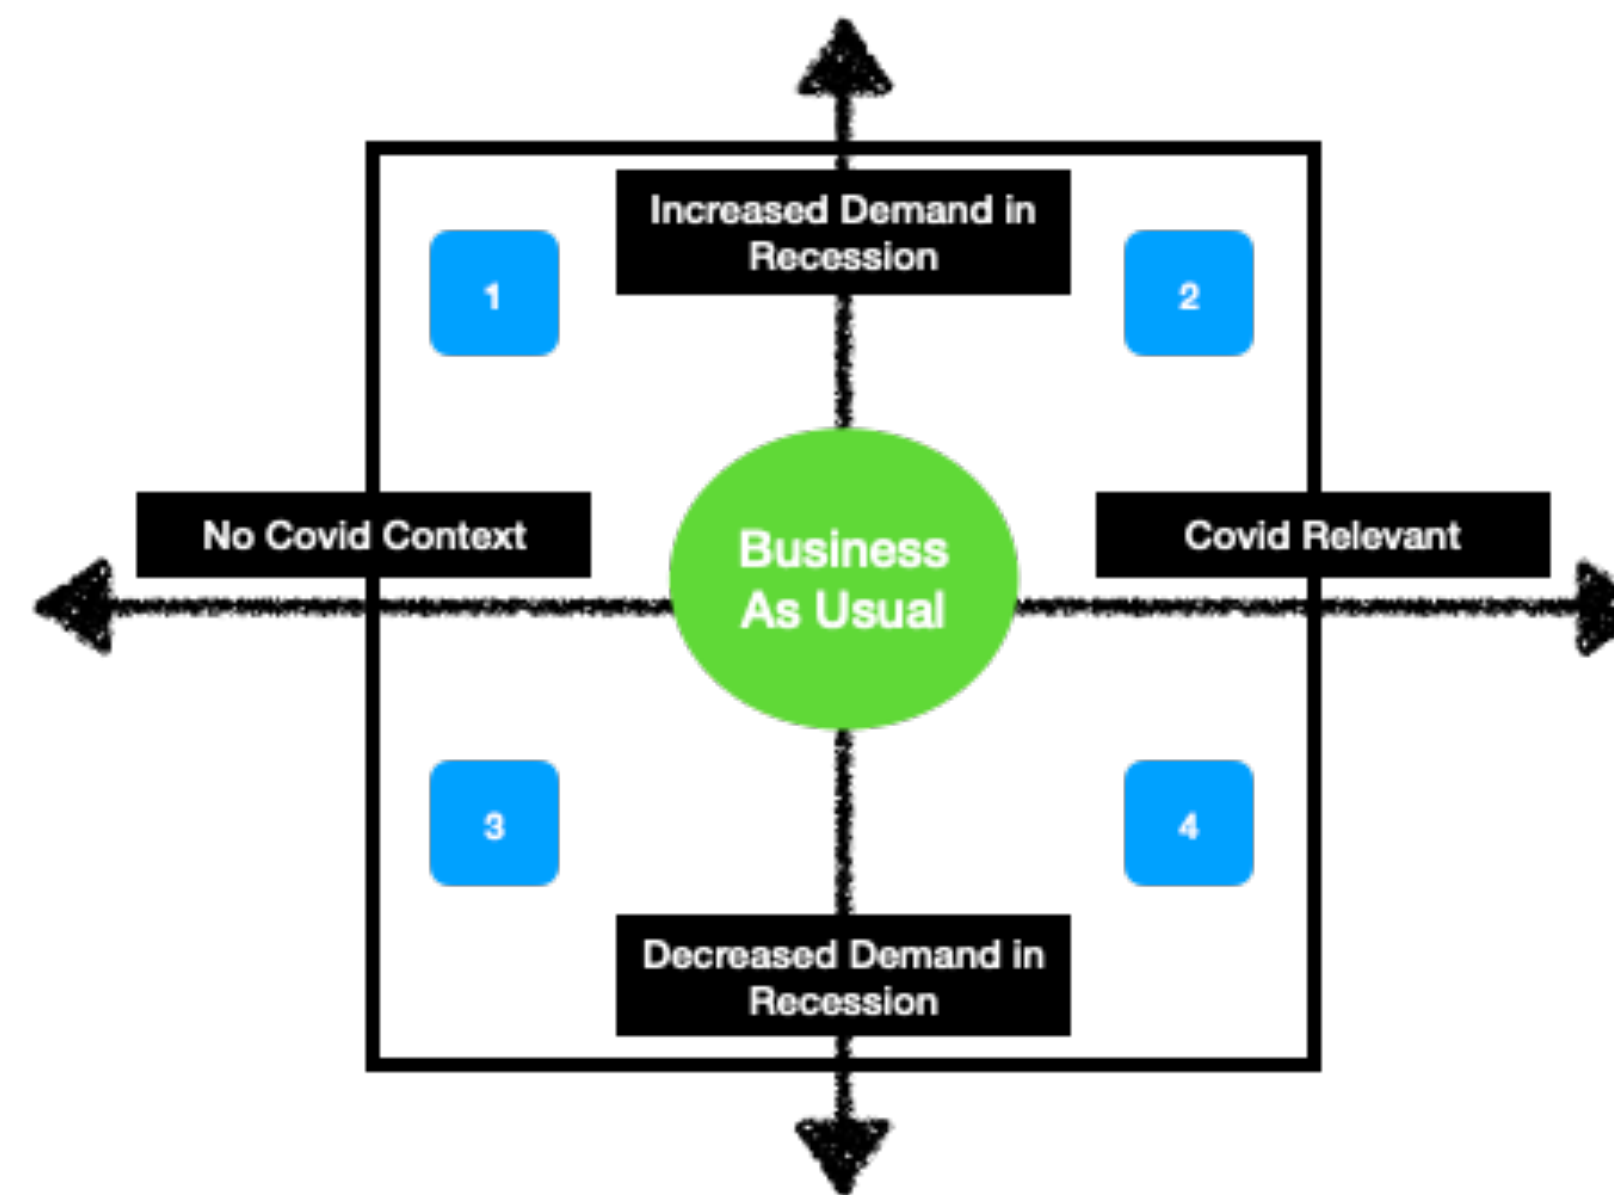 Increased Demand in
Recession
1
2
No Covid Context
Business
As Usual
Covid Relevant
3
4
Decreased Demand in
Recession